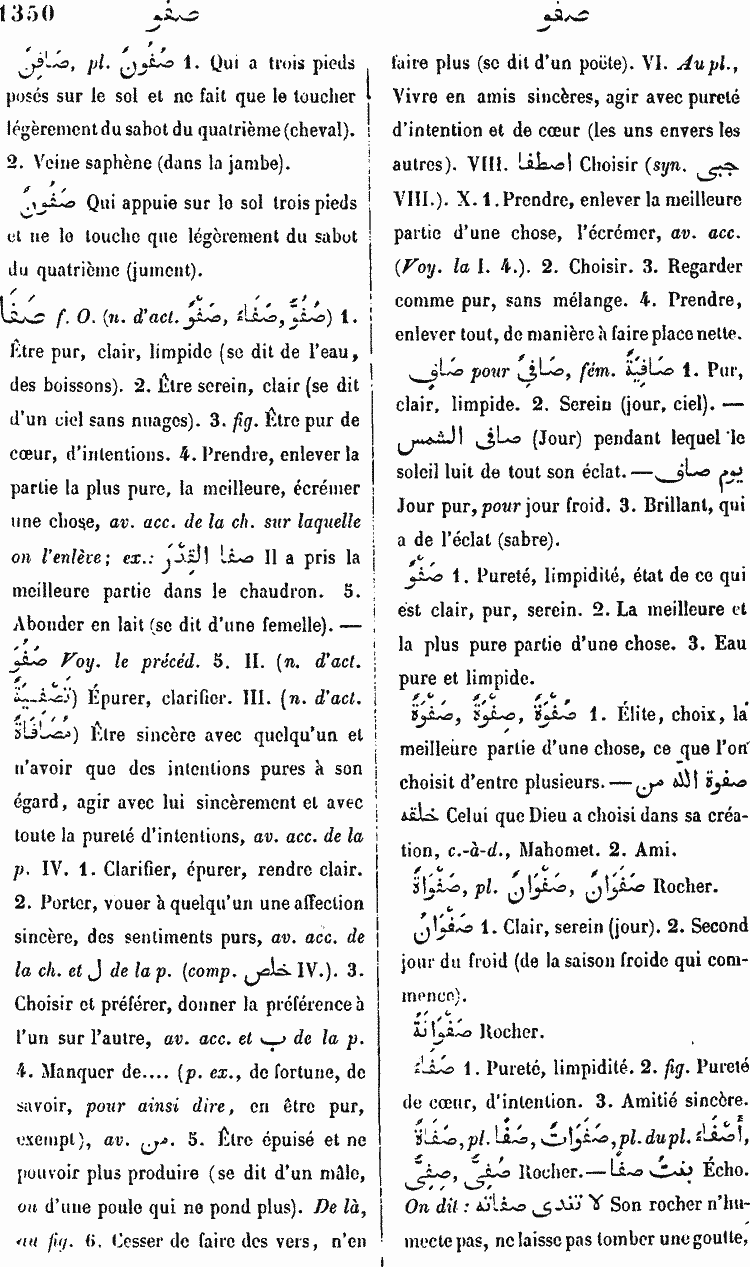 1350 صفو صفو
صَافِنٌ, pl. صُفُونٌ 1. Qui a trois pieds
posés sur le sol et ne fait que le toucher
légèrement du sabot du quatrième (cheval).
2. Veine saphène (dans la jambe).
صَفُونٌ Qui appuie sur le sol trois pieds
et ne le touche que légèrement du sabot
du quatrième (jument).
صَفَا f. O. (n. d'act. صَفْوٌ, صَفَاءٌ, صُفُوٌّ) 1.
Être pur, clair, limpide (se dit de l'eau,
des boissons). 2. Être serein, clair (se dit
d'un ciel sans nuages). 3. fig. Être pur de
cœur, d'intentions. 4. Prendre, enlever la
partie la plus pure, la meilleure, écrémer
une chose, av. acc. de la ch. sur laquelle
on l'enlève; ex.: صفا القِدْرَ Il a pris la
meilleure partie dans le chaudron. 5.
Abonder en lait (se dit d'une femelle). —
صَفُوَ Voy. le précéd. 5. II. (n. d'act.
تَصْفِيَةٌ) Épurer, clarifier. III. (n. d'act.
مُصَافَاةٌ) Être sincère avec quelqu'un et
n'avoir que des intentions pures à son
égard, agir avec lui sincèrement et avec
toute la pureté d'intentions, av. acc. de la
p. IV. 1. Clarifier, épurer, rendre clair.
2. Porter, vouer à quelqu'un une affection
sincère, des sentiments purs, av. acc. de
la ch. et ل de la p. (comp. خلص IV.). 3.
Choisir et préférer, donner la préférence à
l'un sur l'autre, av. acc. et ب de la p.
4. Manquer de.... (p. ex., de fortune, de
savoir, pour ainsi dire, en être pur,
exempt), av. من. 5. Être épuisé et ne
pouvoir plus produire (se dit d'un mâle,
ou d'une poule qui ne pond plus). De là,
au fig. 6. Cesser de faire des vers, n'en
faire plus (se dit d'un poëte). VI. Au pl.,
Vivre en amis sincères, agir avec pureté
d'intention et de cœur (les uns envers les
autres). VIII. اصطفا Choisir (syn. جبى
VIII.). X. 1. Prendre, enlever la meilleure
partie d'une chose, l'écrémer, av. acc.
(Voy. la I. 4.). 2. Choisir. 3. Regarder
comme pur, sans mélange. 4. Prendre,
enlever tout, de manière à faire place nette.
صَافٍ pour صَافِيٌ, fém. صَافِيَةٌ 1. Pur,
clair, limpide. 2. Serein (jour, ciel). —
صافى الشمس (Jour) pendant lequel le
soleil luit de tout son éclat. — يوم صاف
Jour pur, pour jour froid. 3. Brillant, qui
a de l'éclat (sabre).
صَفْوٌ 1. Pureté, limpidité, état de ce qui
est clair, pur, serein. 2. La meilleure et
la plus pure partie d'une chose. 3. Eau
pure et limpide.
صَفْوَةٌ, صِفْوَةٌ, صُفْوَةٌ 1. Élite, choix, la
meilleure partie d'une chose, ce que l'on
choisit d'entre plusieurs. — صفوة الله من
خلقه Celui que Dieu a choisi dans sa créa-
tion, c.-à-d., Mahomet. 2. Ami.
صَفْوَاةٌ, pl. صَفْوَانٌ, صَفَوَانٌ Rocher.
صَفْوَانٌ 1. Clair, serein (jour). 2. Second
jour du froid (de la saison froide qui com-
mence).
صَفْوَانَةٌ Rocher.
صَفَاءٌ 1. Pureté, limpidité. 2. fig. Pureté
de cœur, d'intention. 3. Amitié sincère.
صَفَاةٌ, pl. صَفًا, صَفَوَاتٌ, pl. du pl. أَصْفَاءٌ,
صُفِيٌّ, صِفِيٌّ Rocher. — بنت صفا Écho.
On dit : لا تندى صفاته Son rocher n'hu-
mecte pas, ne laisse pas tomber une goutte,